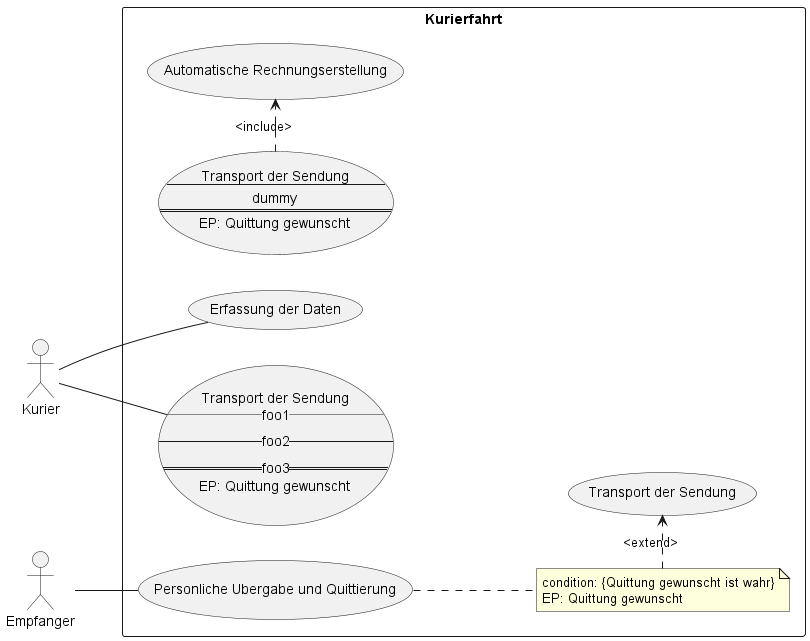 Kurierfahrt
Automatische Rechnungserstellung
<include>
Transport der Sendung
dummy
EP: Quittung gewunscht
Erfassung der Daten
Kurier
Transport der Sendung
foo1
foo2
foo3
EP: Quittung gewunscht
Transport der Sendung
<extend>
Empfanger
Personliche Ubergabe und Quittierung
condition: {Quittung gewunscht ist wahr}
EP: Quittung gewunscht